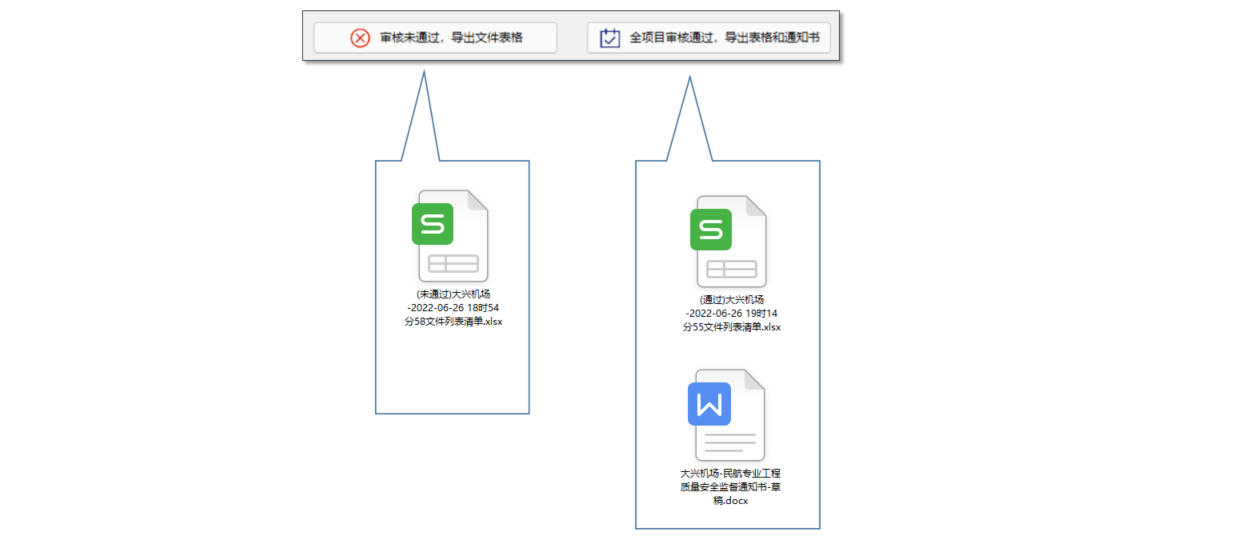 审核未通过，导出文件表格
全项目审核通过，导出表格和通知书
(未通过)大兴机场
-2022-06-26 18时54
分58文件列表清单.xlsx
(通过)大兴机场
-2022-06-26 19时14
分55文件列表清单.xlsx
大兴机场-民航专业工程
质量安全监督通知书-草
稿.docx